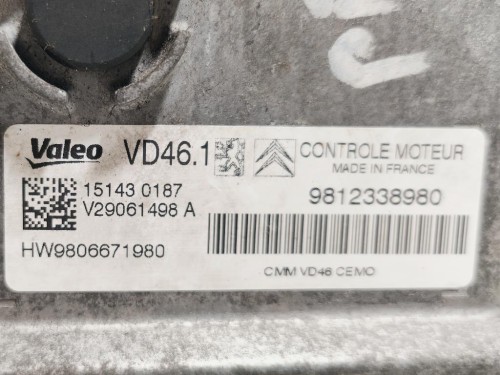 Valeo VD46.1 CONTROLE MOTEUR
MADE IN FRANCE
15143 0187
V29061498 A
9812338980
HW9806671980
CMM VD46 CEMO